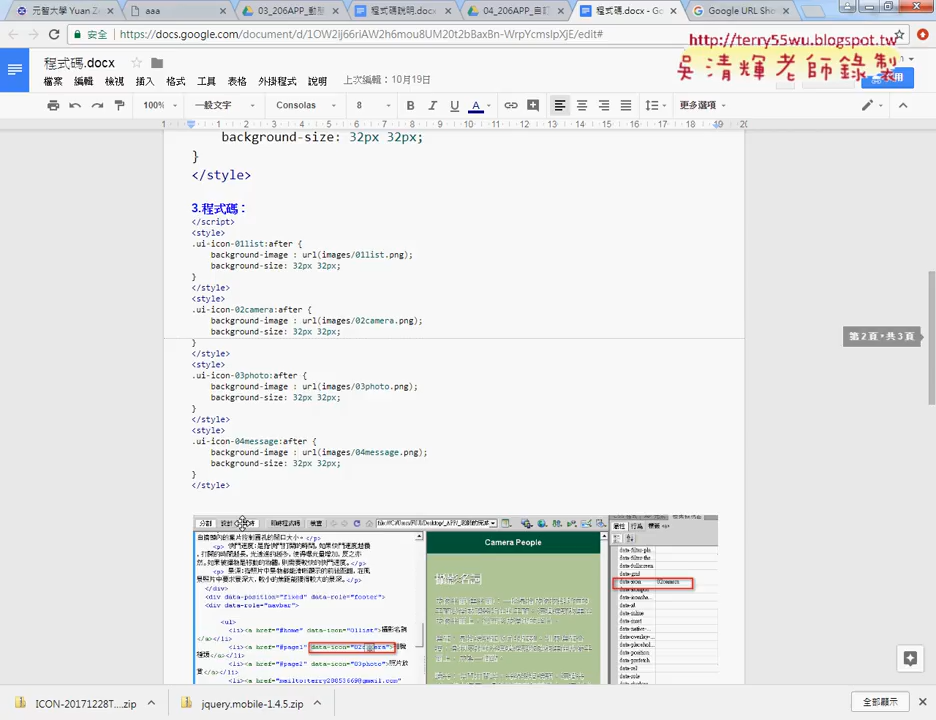 元智大學 Yuan Z
aaa
03_206APP_動態
程式碼說明.docx
04_206APP_自訂
程式碼.docx - Go
Google URL Sho
安全
https://docs.google.com/document/d/1OW2ij66riAW2h6mou8UM20t2bBasnZn-WrpYcmslpXjE/edit#
http://terry55wu.blogspot.tw
吳清輝老師錄製
程式碼.docx
檔案 編輯 檢視 插入 格式 工具 表格 外掛程式 說明 上次編輯：10月19日
100% 一般文字 Consolas 8 B I U A 更多選項
background-size: 32px 32px;
}
</style>
3.程式碼：
</script>
<style>
.ui-icon-01list:after {
background-image : url(images/01list.png);
background-size: 32px 32px;
}
</style>
<style>
.ui-icon-02camera:after {
background-image : url(images/02camera.png);
background-size: 32px 32px;
}
</style>
<style>
.ui-icon-03photo:after {
background-image : url(images/03photo.png);
background-size: 32px 32px;
}
</style>
<style>
.ui-icon-04message:after {
background-image : url(images/04message.png);
background-size: 32px 32px;
}
</style>
第 2 頁，共 3 頁
Camera People
</div>
<div data-position="fixed" data-role="footer">
<div data-role="navbar">
<ul>
<li><a href="#home" data-icon="01list">攝影名詞
</a></li>
<li><a href="#page1"
</a></li>
<li><a href="#page2" data-icon="03photo">照片欣
賞</a></li>
ICON-20171228T....zip
jquery.mobile-1.4.5.zip
全部顯示